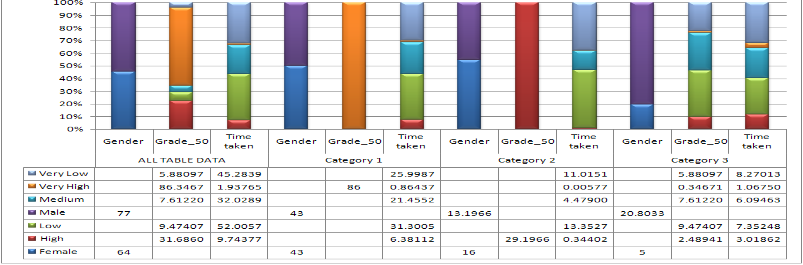 100%
90%
80%
70%
60%
50%
40%
30%
20%
10%
0%
Gender Grade_50 Time taken Gender Grade_50 Time taken Gender Grade_50 Time taken Gender Grade_50 Time taken
ALL TABLE DATA Category 1 Category 2 Category 3
Very Low 5.88097 45.2839 25.9987 11.0151 5.88097 8.27013
Very High 86.3467 1.93765 86 0.86437 0.00577 0.34671 1.06750
Medium 7.61220 32.0289 21.4552 4.47900 7.61220 6.09463
Male 77 43 13.1966 20.8033
Low 9.47407 52.0057 31.3005 13.3527 9.47407 7.35248
High 31.6860 9.74377 6.38112 29.1966 0.34402 2.48941 3.01862
Female 64 43 16 5